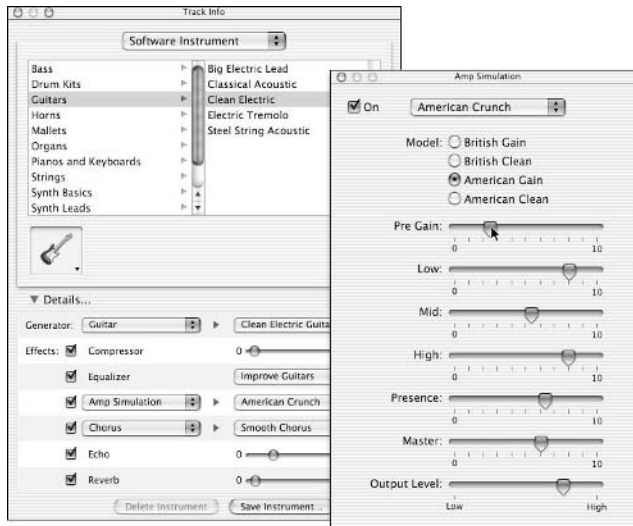 Track Info
Software Instrument
Bass
Drum Kits
Guitars
Horns
Mallets
Organs
Pianos and Keyboards
Strings
Synth Basics
Synth Leads
Big Electric Lead
Classical Acoustic
Clean Electric
Electric Tremolo
Steel String Acoustic
Details...
Generator: Guitar Clean Electric Guita
Effects: Compressor 0
Equalizer Improve Guitars
Amp Simulation American Crunch
Chorus Smooth Chorus
Echo 0
Reverb 0
Delete Instrument Save Instrument...
Amp Simulation
On American Crunch
Model: British Gain
British Clean
American Gain
American Clean
Pre Gain:
0 10
Low:
0 10
Mid:
0 10
High:
0 10
Presence:
0 10
Master:
0 10
Output Level:
Low High